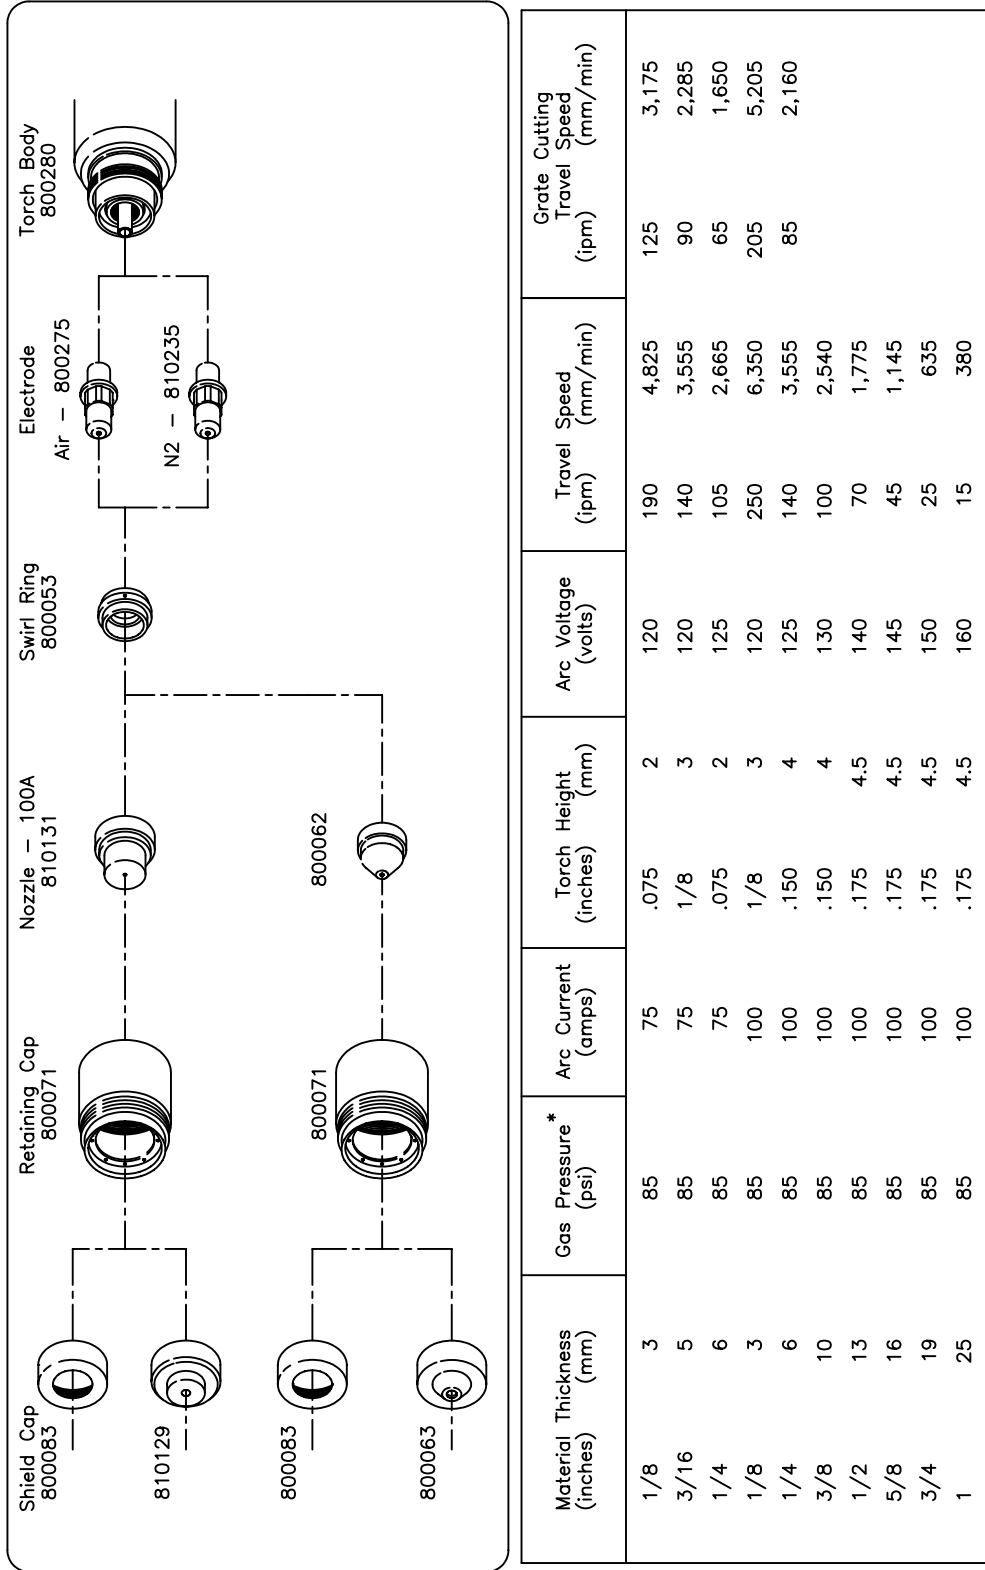 Shield Cap
800083
810129
800083
800063
Retaining Cap
800071
800071
Nozzle – 100A
810131
800062
Swirl Ring
800053
Electrode
Air – 800275
N2 – 810235
Torch Body
800280
Material Thickness
(inches) (mm)
Gas Pressure*
(psi)
Arc Current
(amps)
Torch Height
(inches) (mm)
Arc Voltage
(volts)
Travel Speed
(ipm) (mm/min)
Grate Cutting
Travel Speed
(ipm) (mm/min)
1/8 3 85 75 .075 2 120 190 4,825 125 3,175
3/16 5 85 75 1/8 3 120 140 3,555 90 2,285
1/4 6 85 75 .075 2 125 105 2,665 65 1,650
1/8 3 85 100 1/8 3 120 250 6,350 205 5,205
1/4 6 85 100 .150 4 125 140 3,555 85 2,160
3/8 10 85 100 .150 4 130 100 2,540
1/2 13 85 100 .175 4.5 140 70 1,775
5/8 16 85 100 .175 4.5 145 45 1,145
3/4 19 85 100 .175 4.5 150 25 635
1 25 85 100 .175 4.5 160 15 380